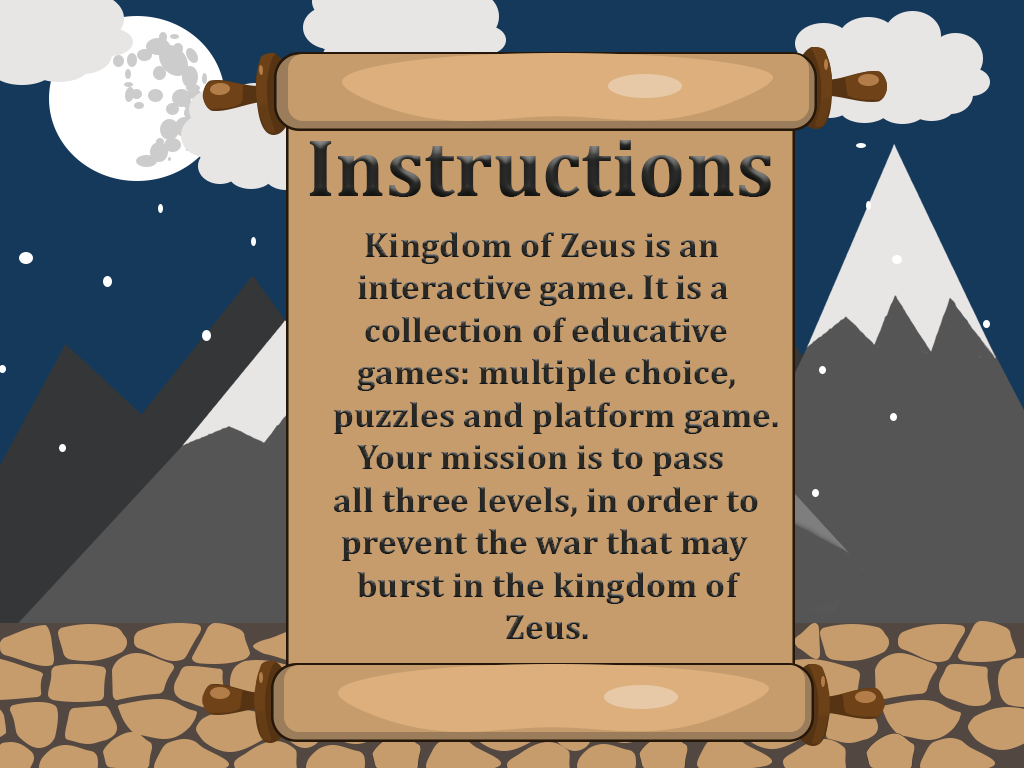 Instructions
Kingdom of Zeus is an
interactive game. It is a
collection of educative
games: multiple choice,
puzzles and platform game.
Your mission is to pass
all three levels, in order to
prevent the war that may
burst in the kingdom of
Zeus.